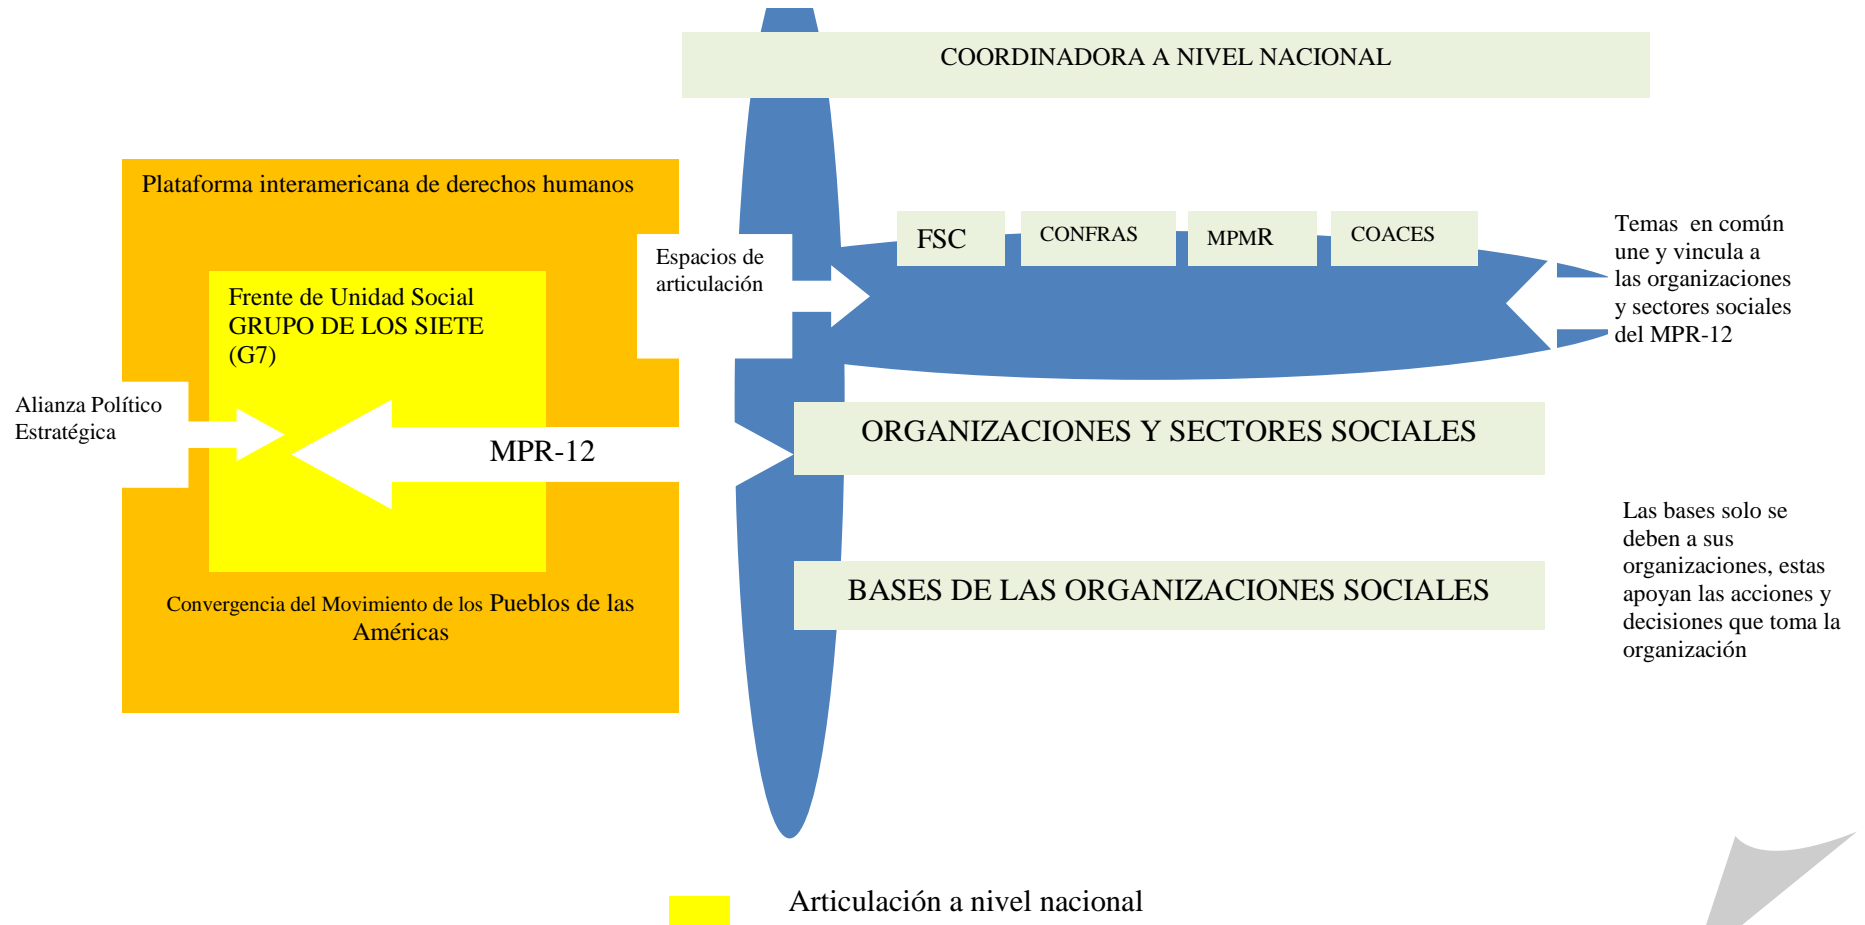 COORDINADORA A NIVEL NACIONAL
Plataforma interamericana de derechos humanos
Espacios de
articulación
FSC
CONFRAS
MPMR
COACES
Temas en común
une y vincula a
las organizaciones
y sectores sociales
del MPR-12
Frente de Unidad Social
GRUPO DE LOS SIETE
(G7)
Alianza Político
Estratégica
MPR-12
ORGANIZACIONES Y SECTORES SOCIALES
Las bases solo se
deben a sus
organizaciones, estas
apoyan las acciones y
decisiones que toma la
organización
BASES DE LAS ORGANIZACIONES SOCIALES
Convergencia del Movimiento de los Pueblos de las
Américas
Articulación a nivel nacional